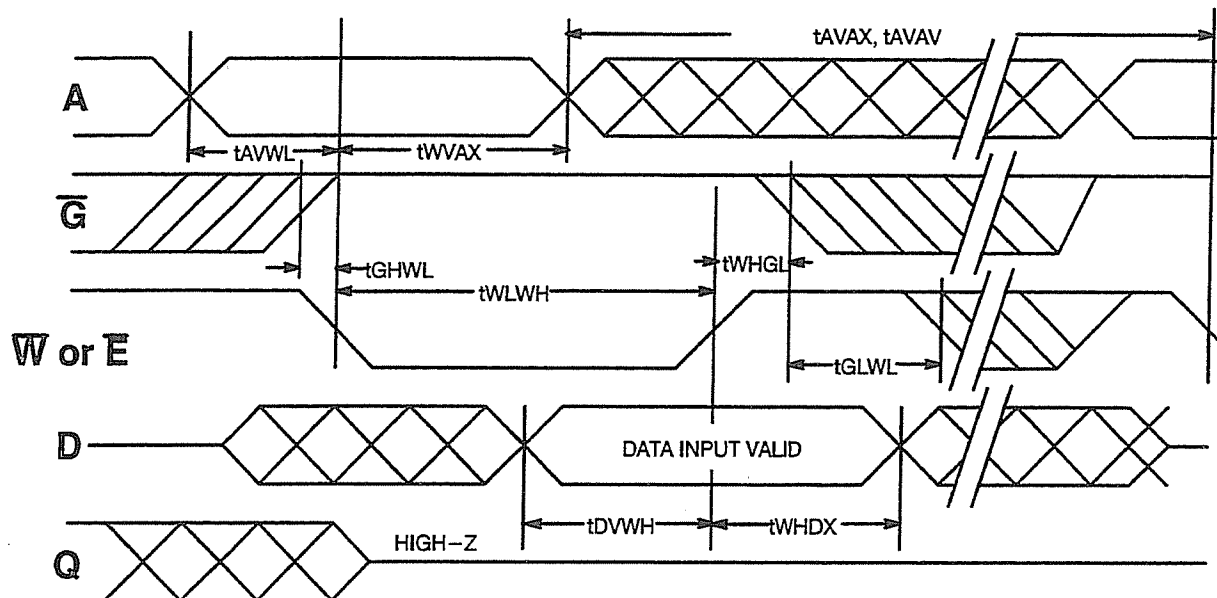 tAVAX, tAVAV
A
tAVWL
tWVAX
G̅
tGHWL
tWHGL
tWLWH
W̅ or E̅
tGLWL
D
DATA INPUT VALID
tDVWH
tWHDX
Q
HIGH-Z